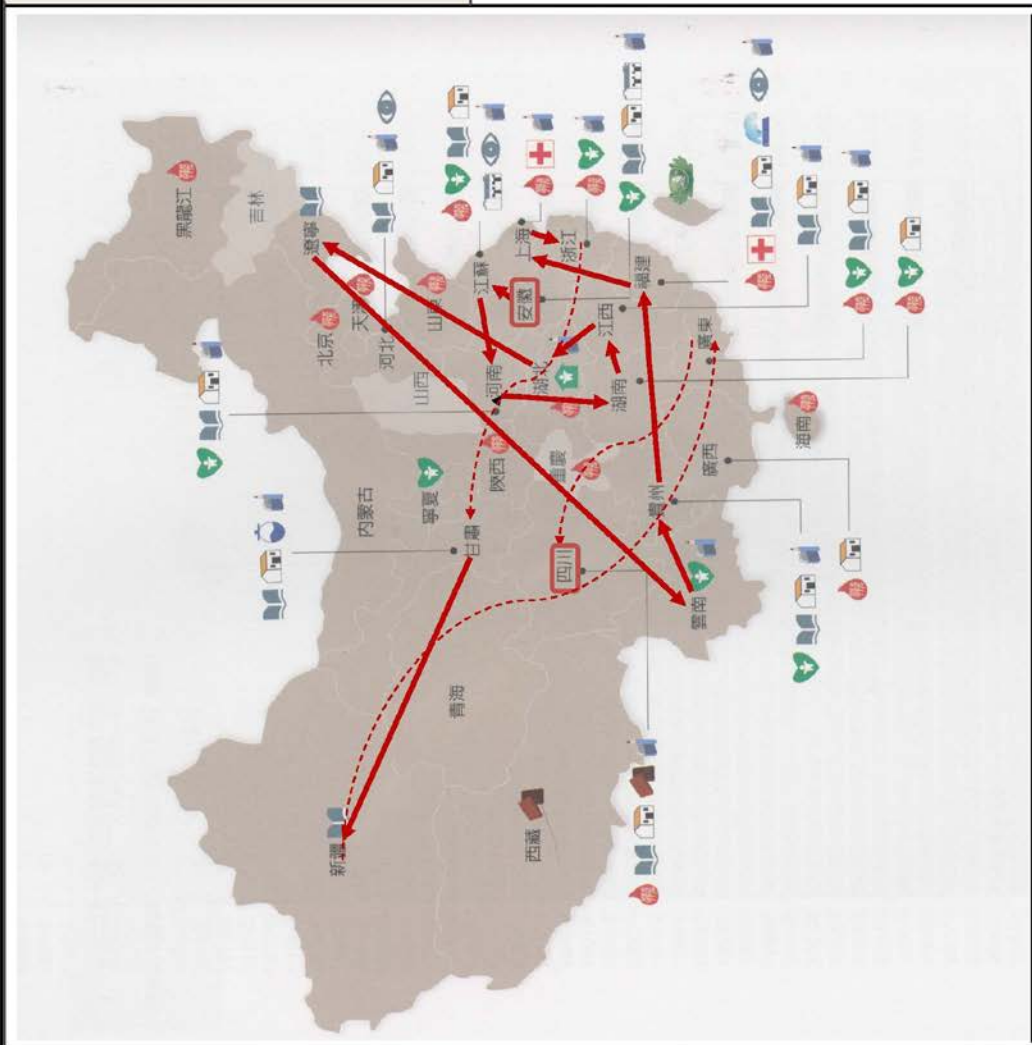 黑龍江
吉林
遼寧
北京
新疆
天津
內蒙古
河北
山西
寧夏
山東
青海
甘肅
江蘇
河南
陝西
上海
安徽
西藏
湖北
重慶
四川
浙江
江西
湖南
福建
貴州
雲南
廣東
廣西
海南